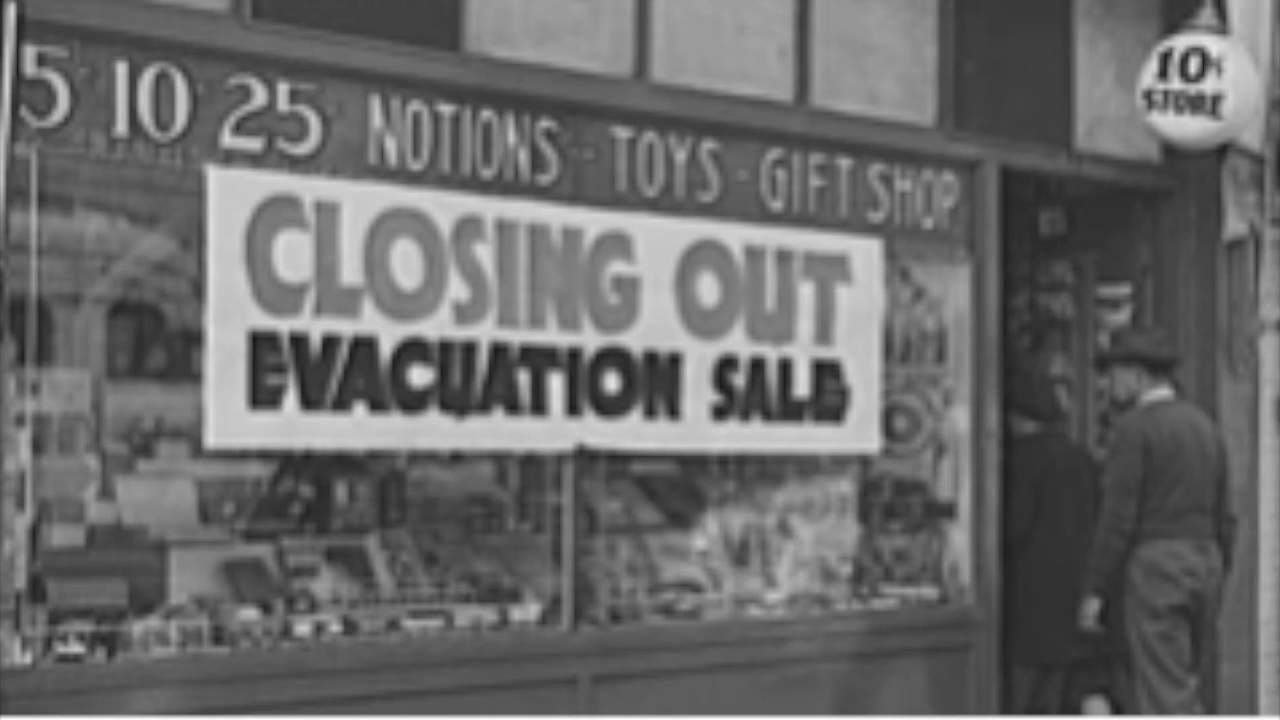 5 10 25 NOTIONS - TOYS - GIFT SHOP
10¢
STORE
CLOSING OUT
EVACUATION SALE